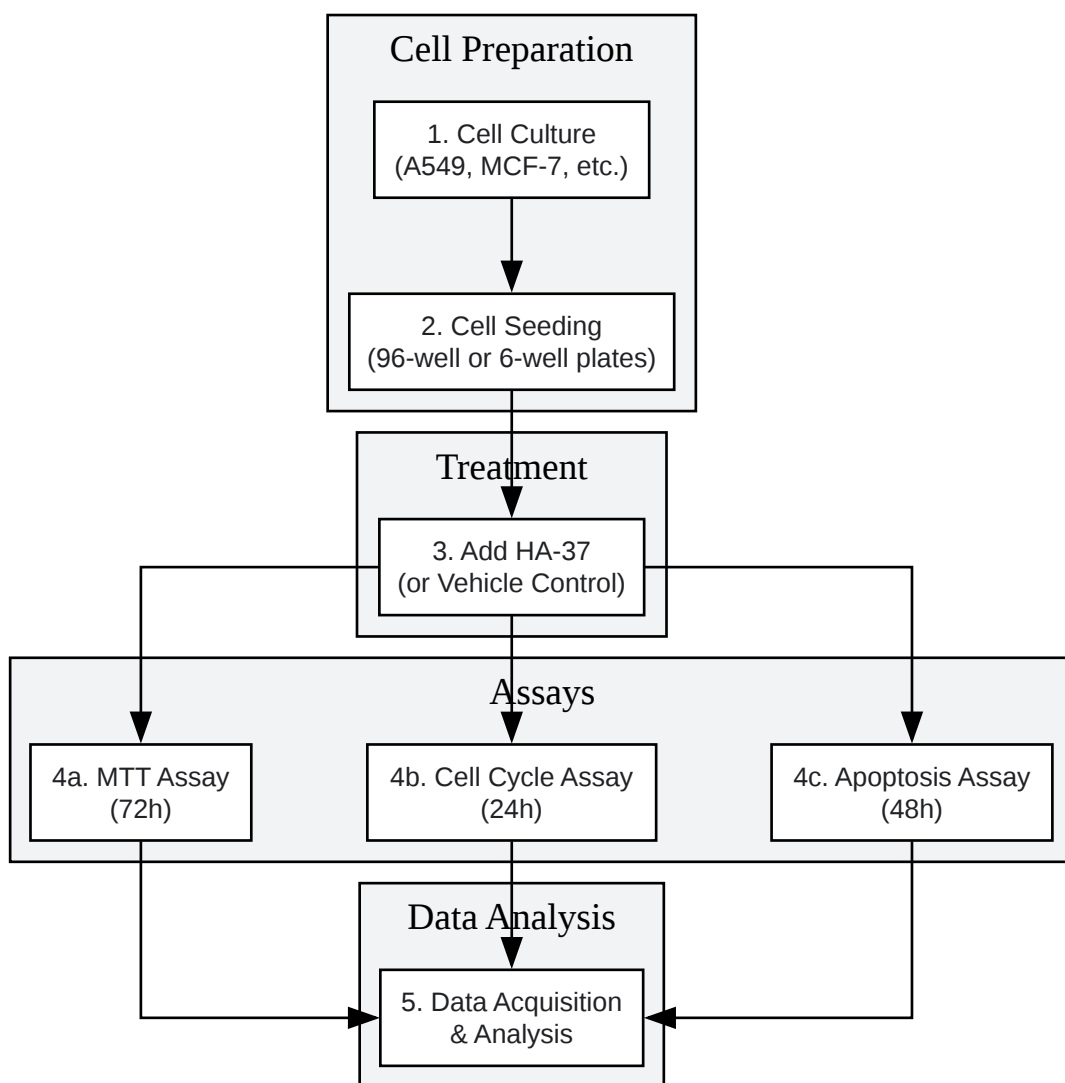 Cell Preparation
1. Cell Culture
(A549, MCF-7, etc.)
2. Cell Seeding
(96-well or 6-well plates)
Treatment
3. Add HA-37
(or Vehicle Control)
Assays
4a. MTT Assay
(72h)
4b. Cell Cycle Assay
(24h)
4c. Apoptosis Assay
(48h)
Data Analysis
5. Data Acquisition
& Analysis